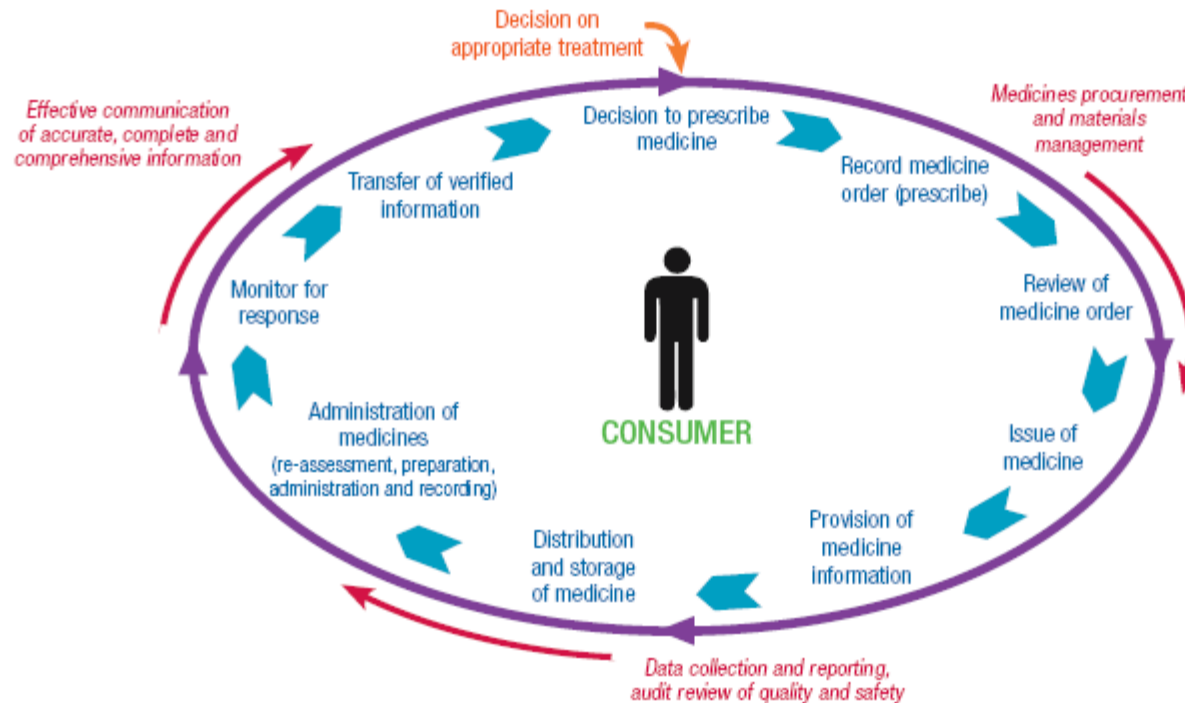 Decision on
appropriate treatment
Effective communication
of accurate, complete and
comprehensive information
Medicines procurement
and materials
management
Decision to prescribe
medicine
Record medicine
order (prescribe)
Review of
medicine order
Issue of
medicine
Provision of
medicine
information
Distribution
and storage
of medicine
Administration of
medicines
(re-assessment, preparation,
administration and recording)
Monitor for
response
Transfer of verified
information
CONSUMER
Data collection and reporting,
audit review of quality and safety